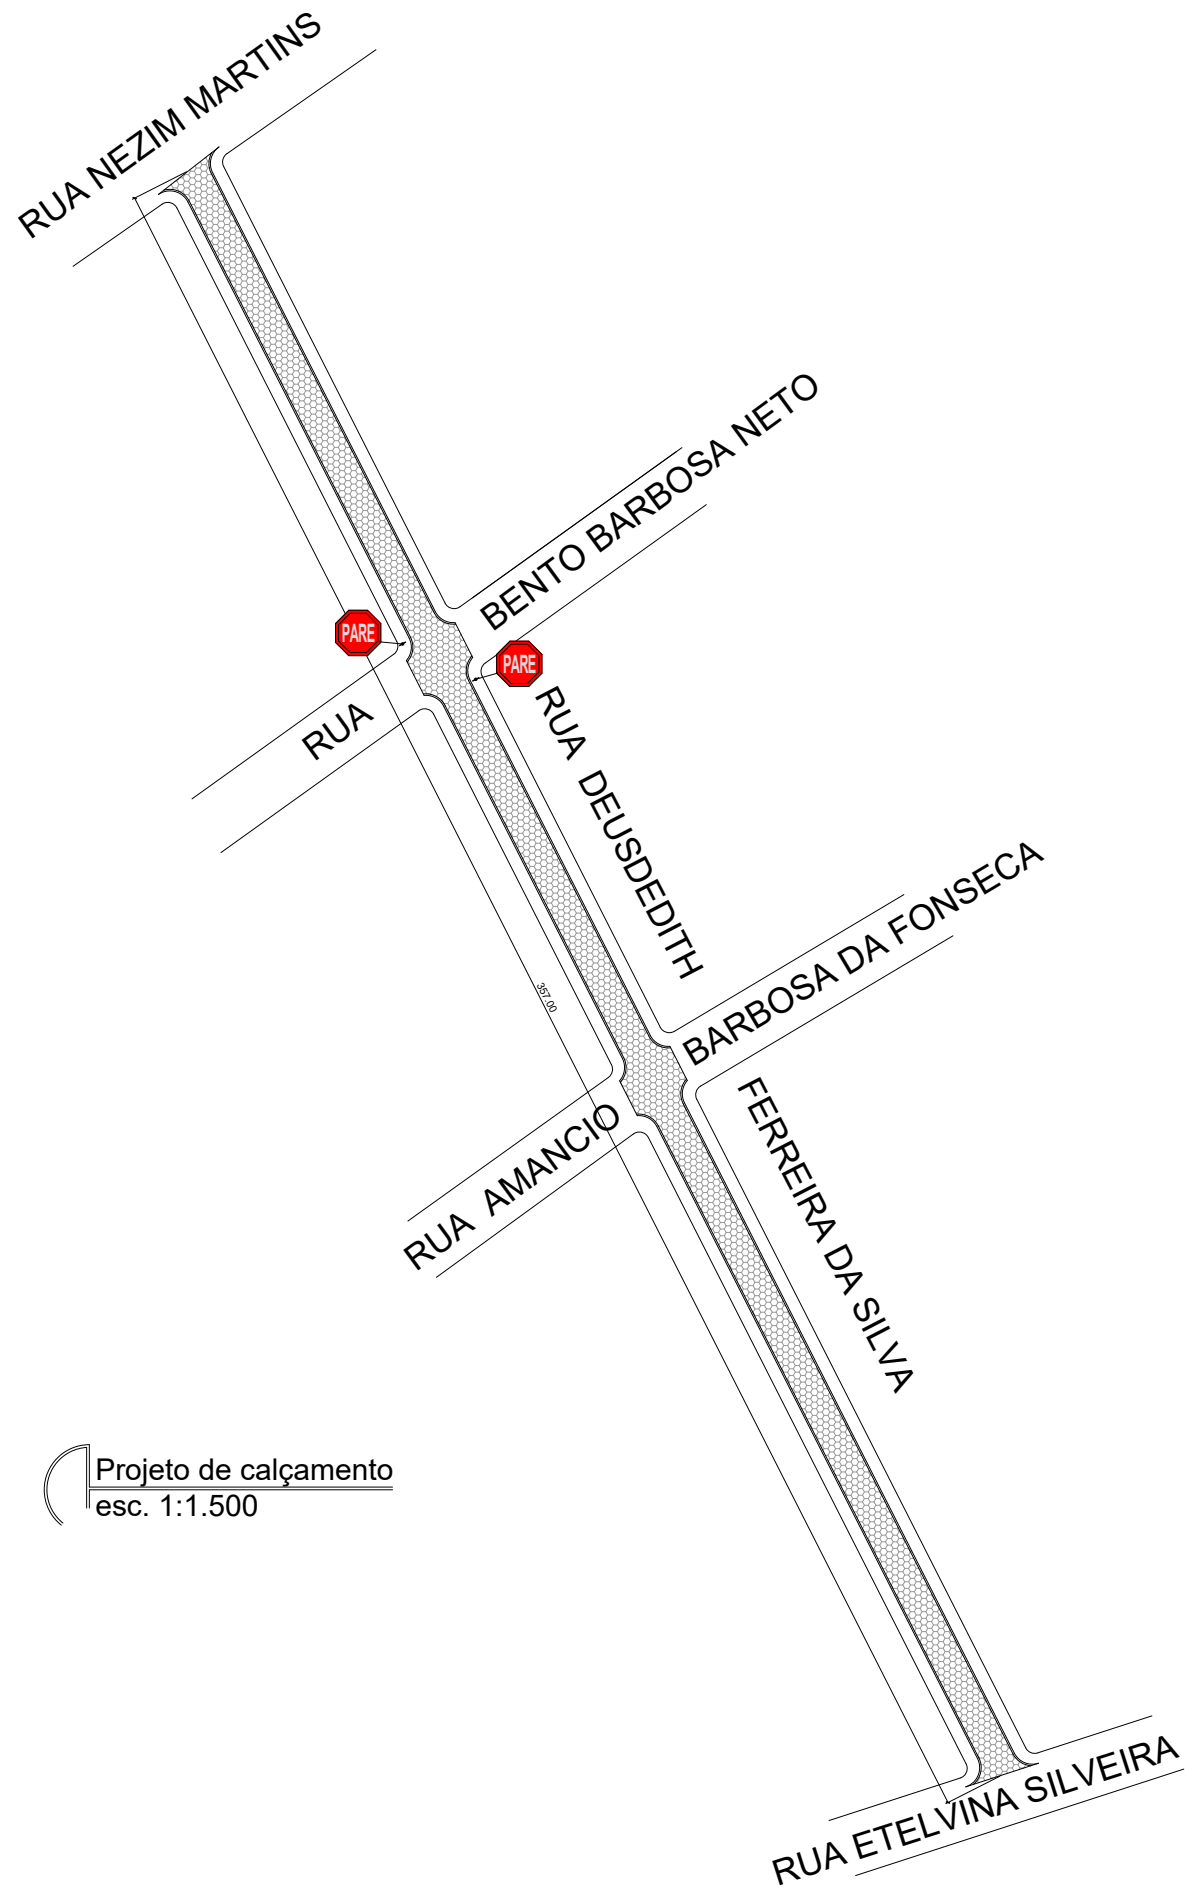 RUA NEZIM MARTINS
BENTO BARBOSA NETO
PARE
PARE
RUA
RUA DEUSDEDITH
BARBOSA DA FONSECA
357.00
FERREIRA DA SILVA
RUA AMANCIO
Projeto de calçamento
esc. 1:1.500
RUA ETELVINA SILVEIRA